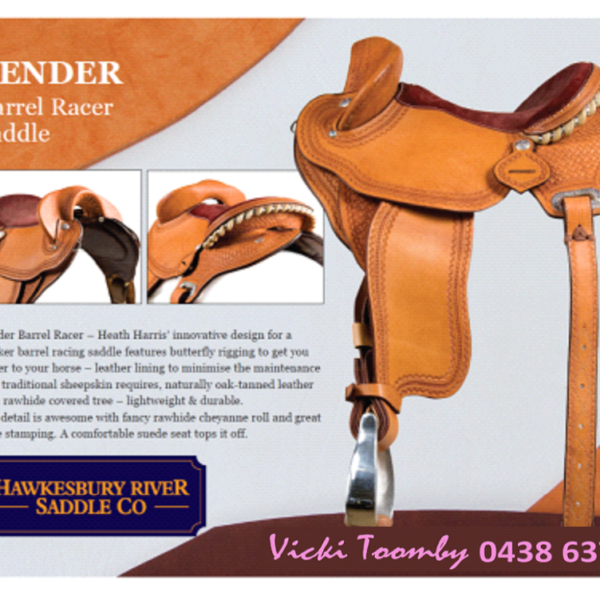 ENDER
arrel Racer
addle
der Barrel Racer – Heath Harris' innovative design for a
ker barrel racing saddle features butterfly rigging to get you
er to your horse – leather lining to minimise the maintenance
traditional sheepskin requires, naturally oak-tanned leather
rawhide covered tree – lightweight & durable.
detail is awesome with fancy rawhide cheyanne roll and great
e stamping. A comfortable suede seat tops it off.
HAWKESBURY RIVER
SADDLE CO
Vicki Toomby 0438 637